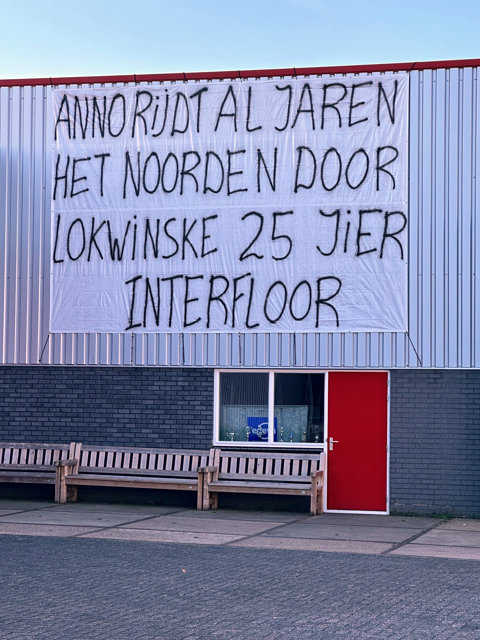 ANNO RijDT AL JAREN
HET NOORDEN DOOR
LOKWiNSKE 25 JiER
INTERFLOOR